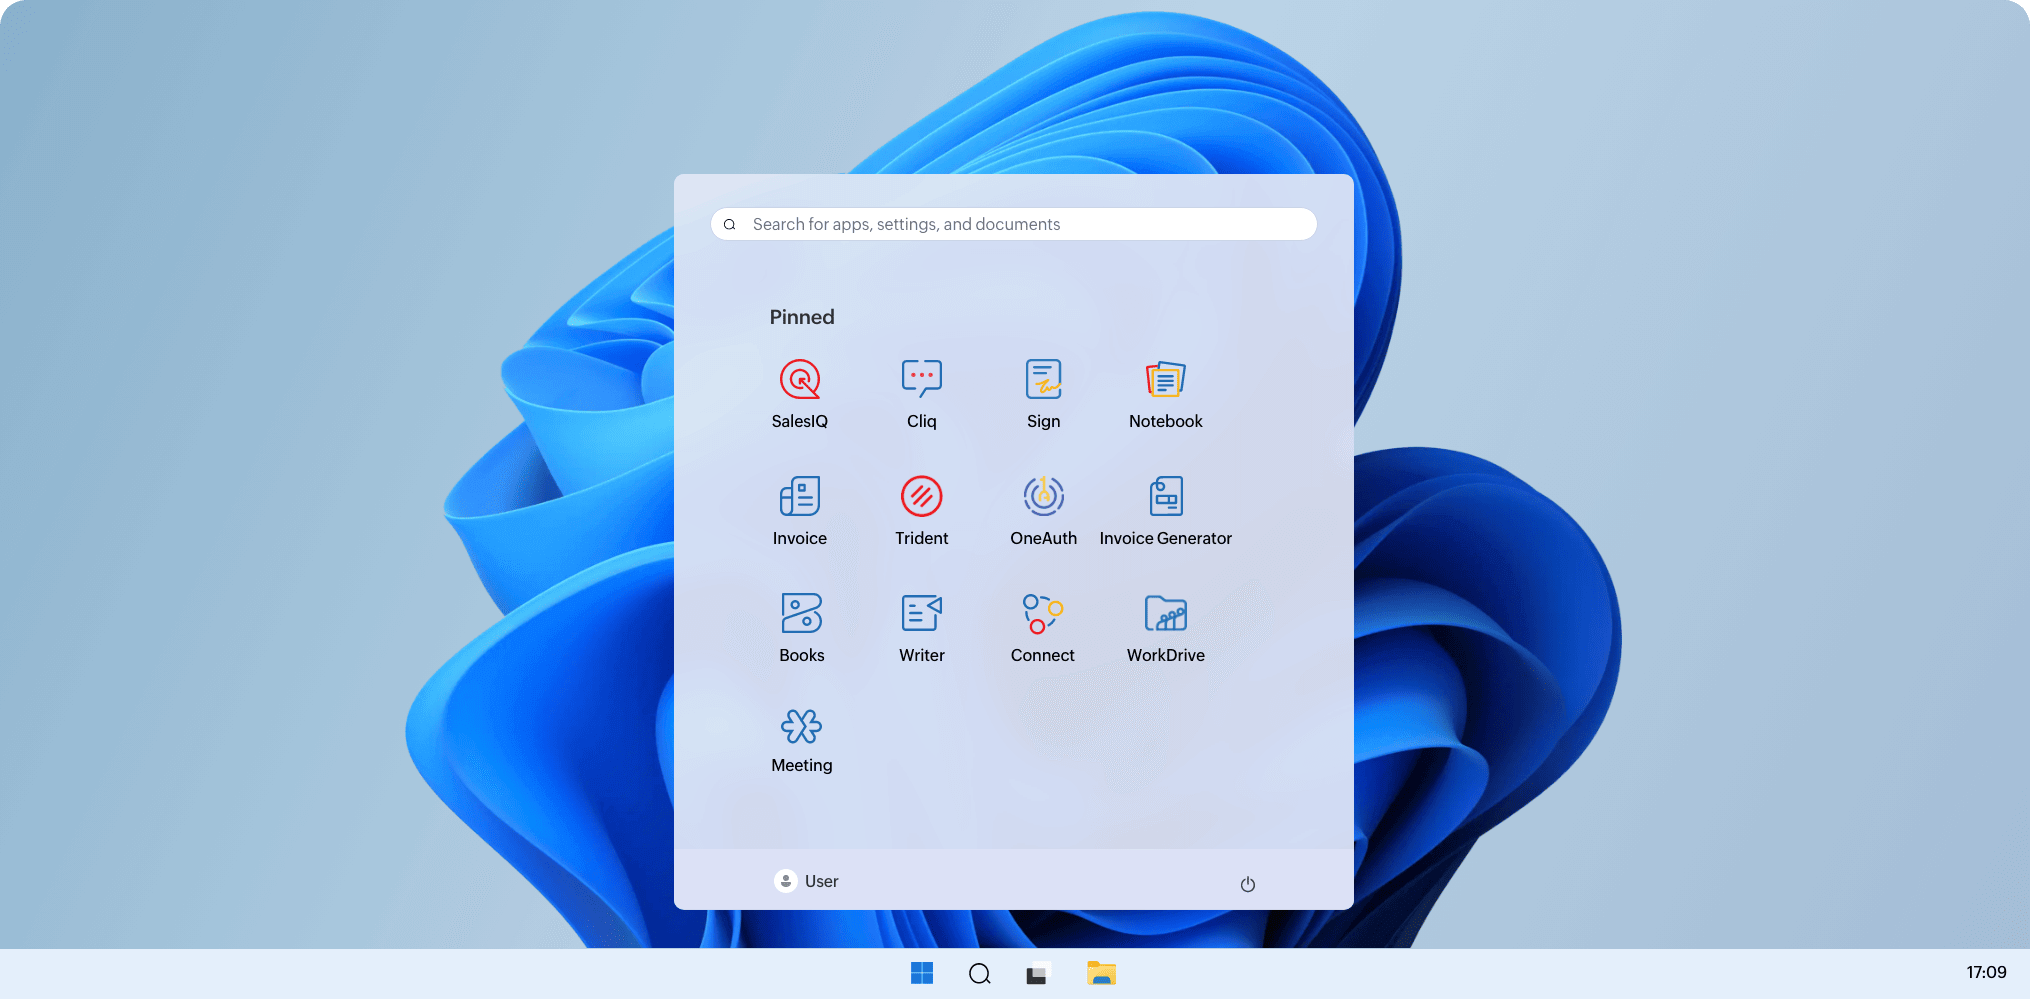 Search for apps, settings, and documents
Pinned
SalesIQ
Cliq
Sign
Notebook
Invoice
Trident
OneAuth
Invoice Generator
Books
Writer
Connect
WorkDrive
Meeting
User
17:09